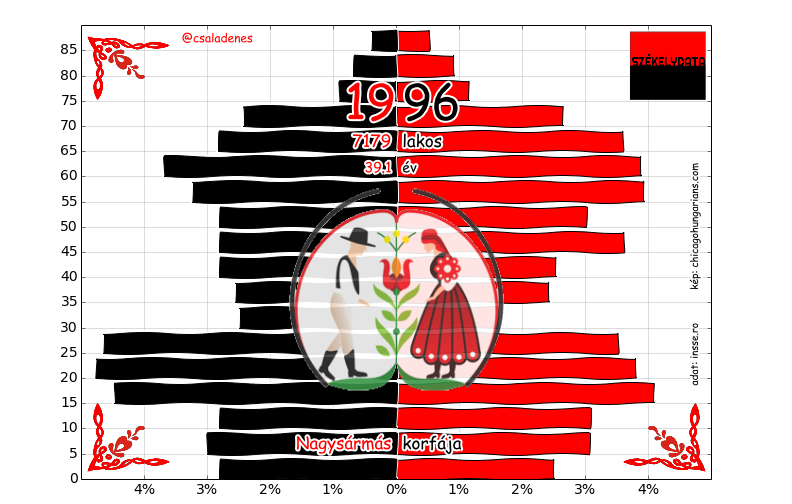 @csaladenes
SZÉKELYDATA
1996
7179 lakos
39.1 év
kép: chicagohungarians.com
adat: insse.ro
Nagysármás korfája
85
80
75
70
65
60
55
50
45
40
35
30
25
20
15
10
5
0
4% 3% 2% 1% 0% 1% 2% 3% 4%